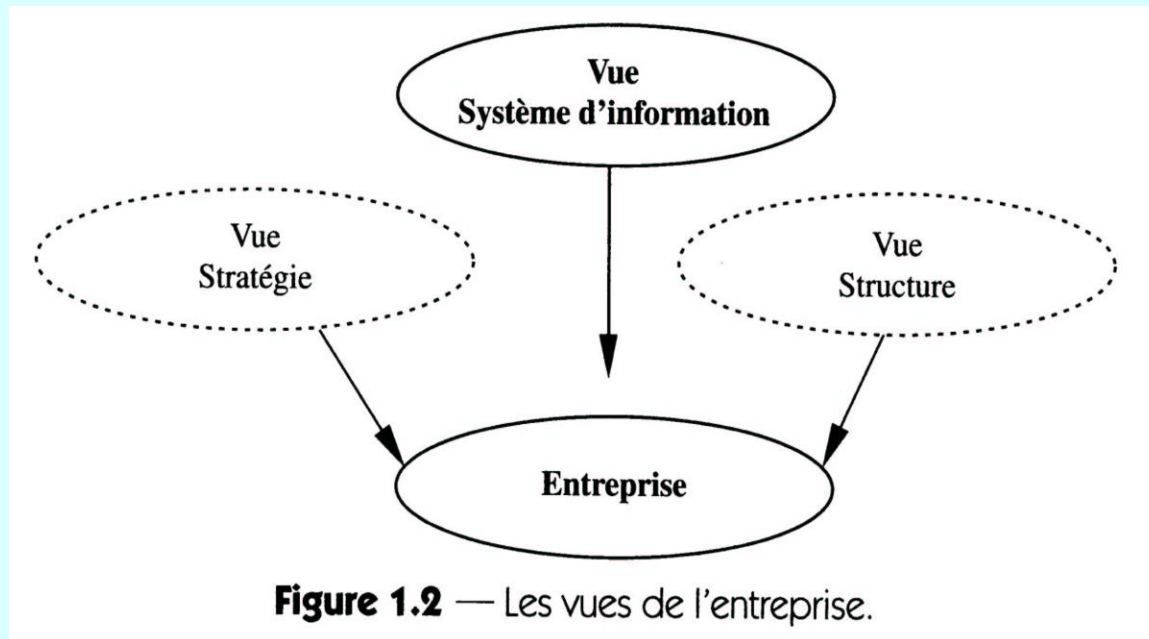 Vue
Système d'information
Vue
Stratégie
Vue
Structure
Entreprise
Figure 1.2 — Les vues de l'entreprise.